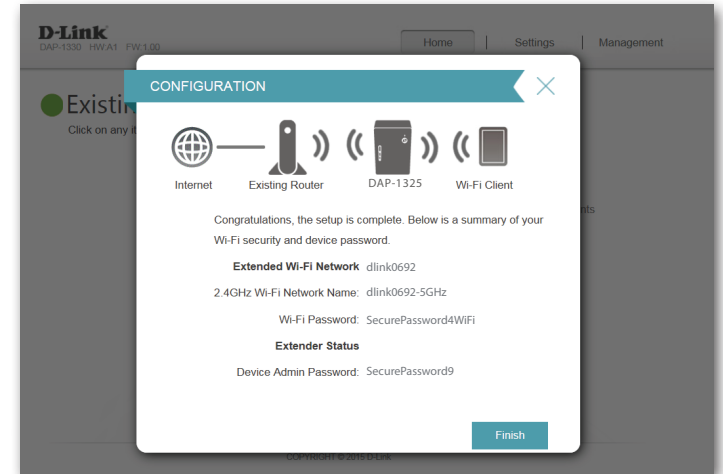 D-Link
DAP-1330 HW:A1 FW:1.00
Home | Settings | Management
CONFIGURATION
Existin
Click on any it
Internet Existing Router DAP-1325 Wi-Fi Client
nts
Congratulations, the setup is complete. Below is a summary of your
Wi-Fi security and device password.
Extended Wi-Fi Network dlink0692
2.4GHz Wi-Fi Network Name: dlink0692-5GHz
Wi-Fi Password: SecurePassword4WiFi
Extender Status
Device Admin Password: SecurePassword9
Finish
COPYRIGHT © 2015 D-Link